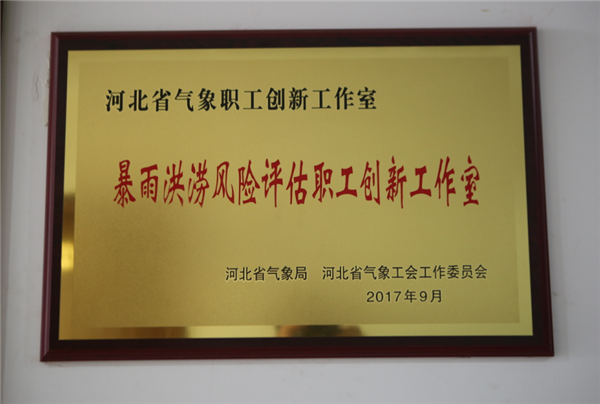 河北省气象职工创新工作室
暴雨洪涝风险评估职工创新工作室
河北省气象局 河北省气象工会工作委员会
2017年9月